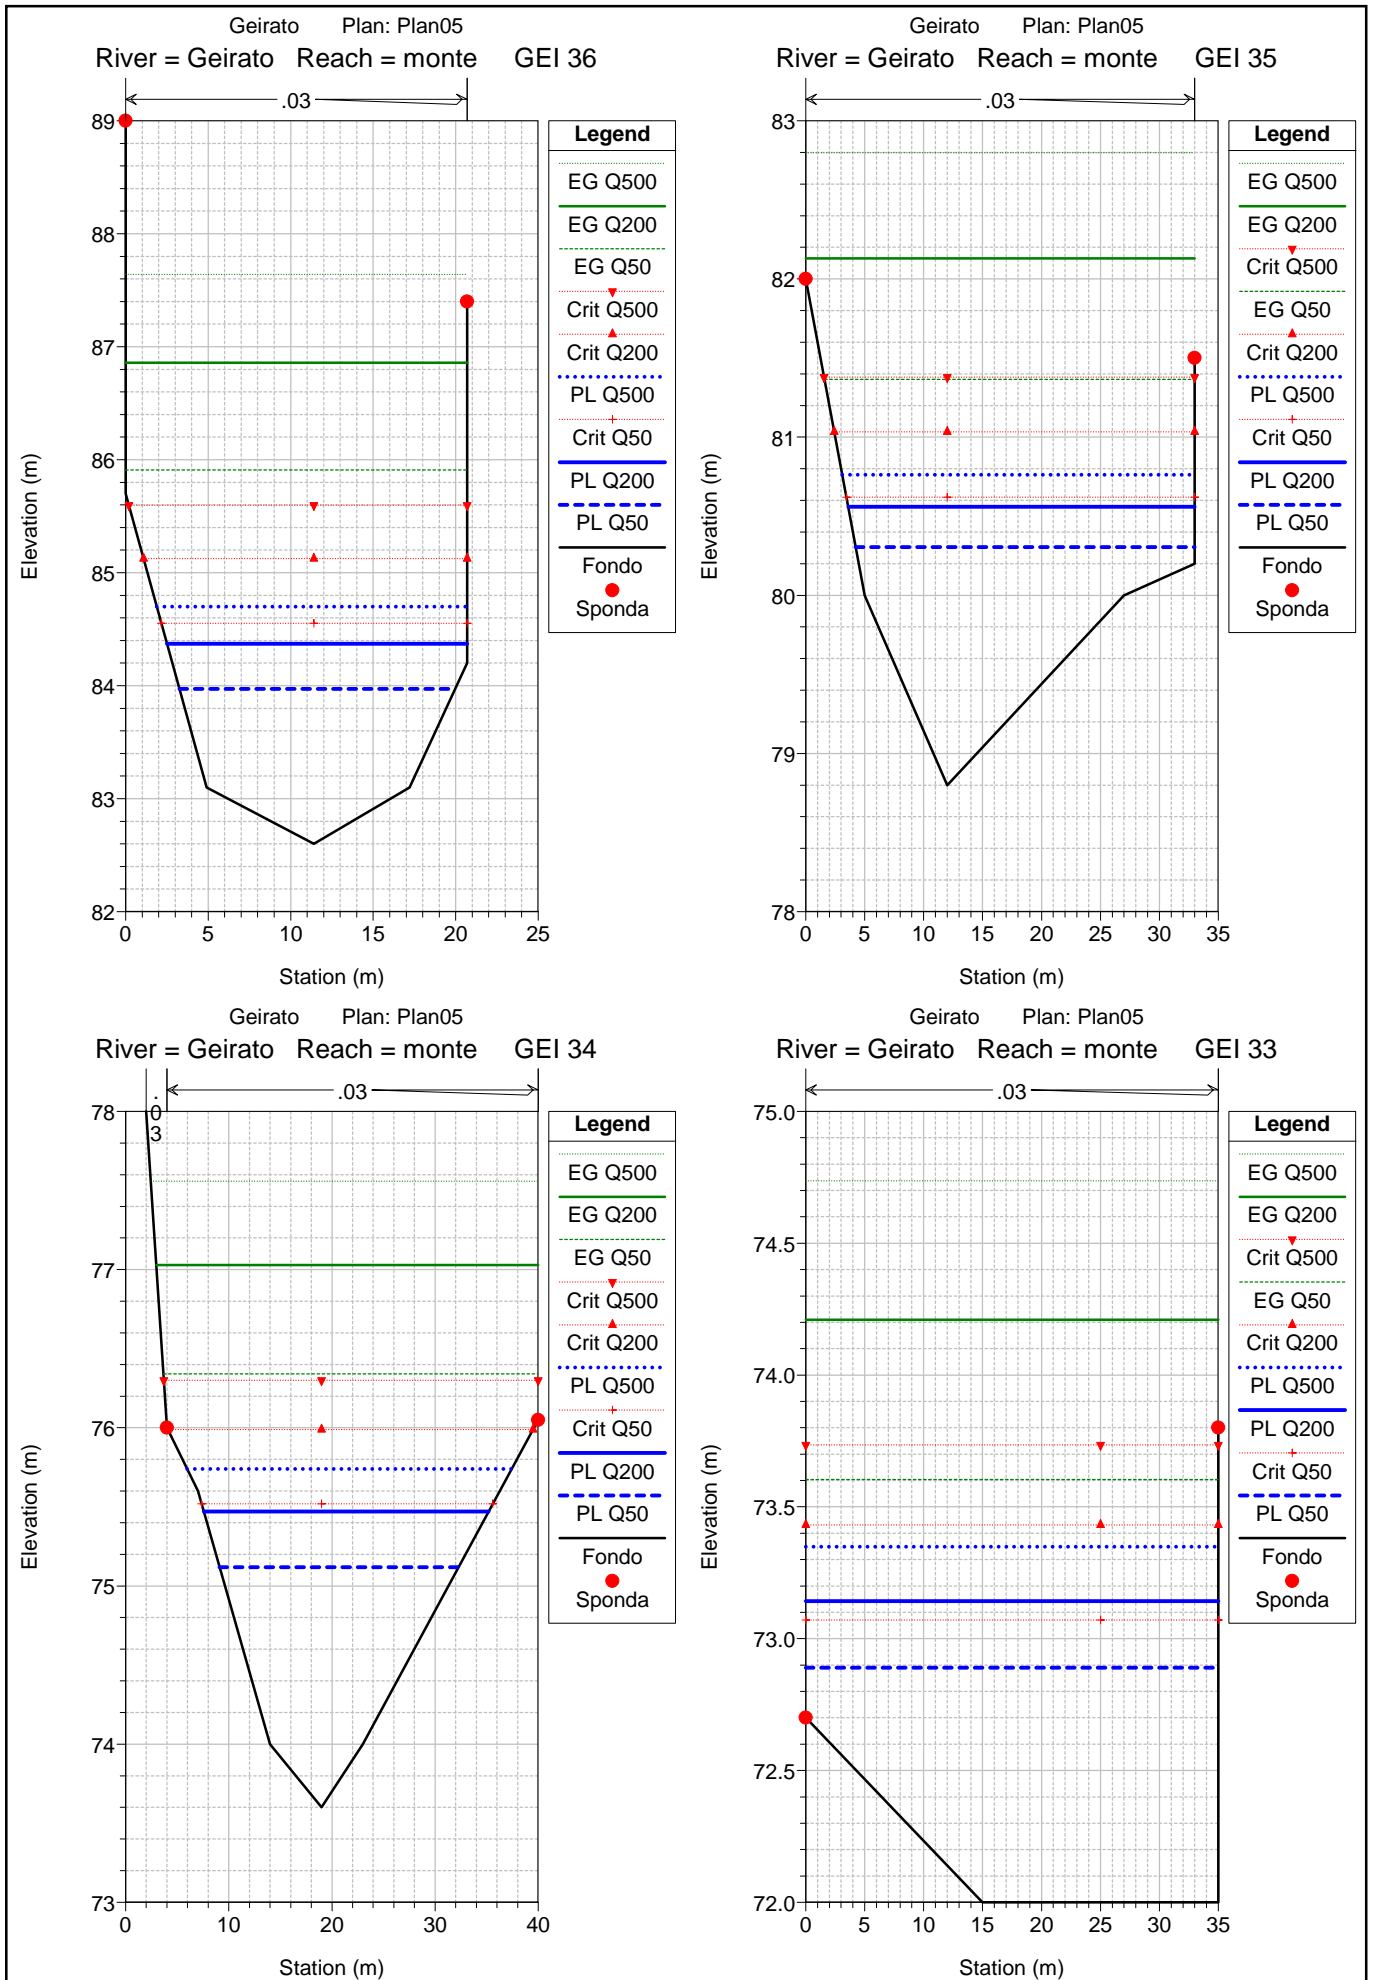 Geirato Plan: Plan05
River = Geirato Reach = monte GEI 36
.03
89
88
87
86
85
84
83
82
0 5 10 15 20 25
Elevation (m)
Station (m)
Legend
EG Q500
EG Q200
EG Q50
Crit Q500
Crit Q200
PL Q500
Crit Q50
PL Q200
PL Q50
Fondo
Sponda
Geirato Plan: Plan05
River = Geirato Reach = monte GEI 35
.03
83
82
81
80
79
78
0 5 10 15 20 25 30 35
Elevation (m)
Station (m)
Legend
EG Q500
EG Q200
Crit Q500
EG Q50
Crit Q200
PL Q500
Crit Q50
PL Q200
PL Q50
Fondo
Sponda
Geirato Plan: Plan05
River = Geirato Reach = monte GEI 34
.03
.03
78
77
76
75
74
73
0 10 20 30 40
Elevation (m)
Station (m)
Legend
EG Q500
EG Q200
EG Q50
Crit Q500
Crit Q200
PL Q500
Crit Q50
PL Q200
PL Q50
Fondo
Sponda
Geirato Plan: Plan05
River = Geirato Reach = monte GEI 33
.03
75.0
74.5
74.0
73.5
73.0
72.5
72.0
0 5 10 15 20 25 30 35
Elevation (m)
Station (m)
Legend
EG Q500
EG Q200
Crit Q500
EG Q50
Crit Q200
PL Q500
PL Q200
Crit Q50
PL Q50
Fondo
Sponda